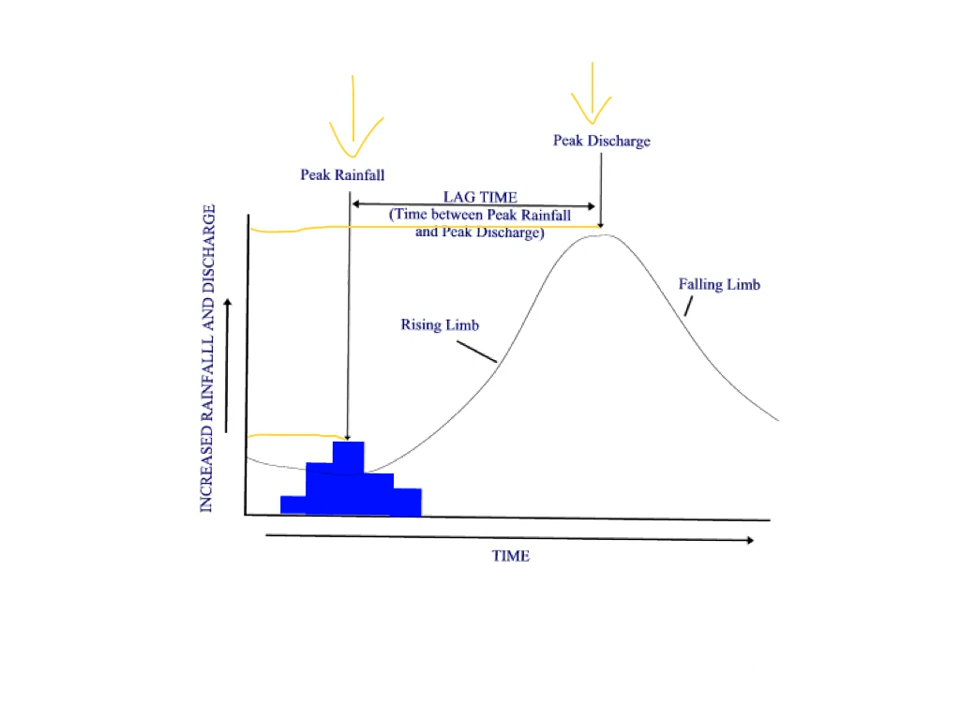 Peak Discharge
Peak Rainfall
LAG TIME
(Time between Peak Rainfall
and Peak Discharge)
INCREASED RAINFALLL AND DISCHARGE
Falling Limb
Rising Limb
TIME